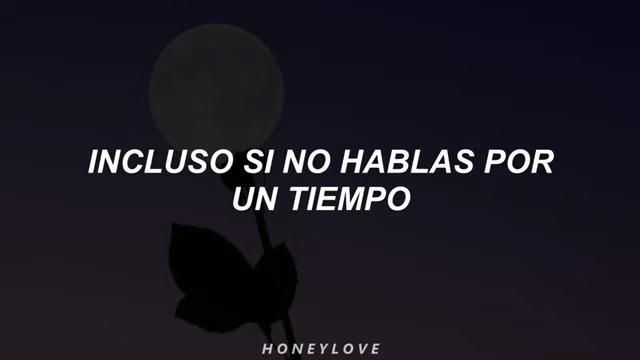 INCLUSO SI NO HABLAS POR
UN TIEMPO
HONEYLOVE